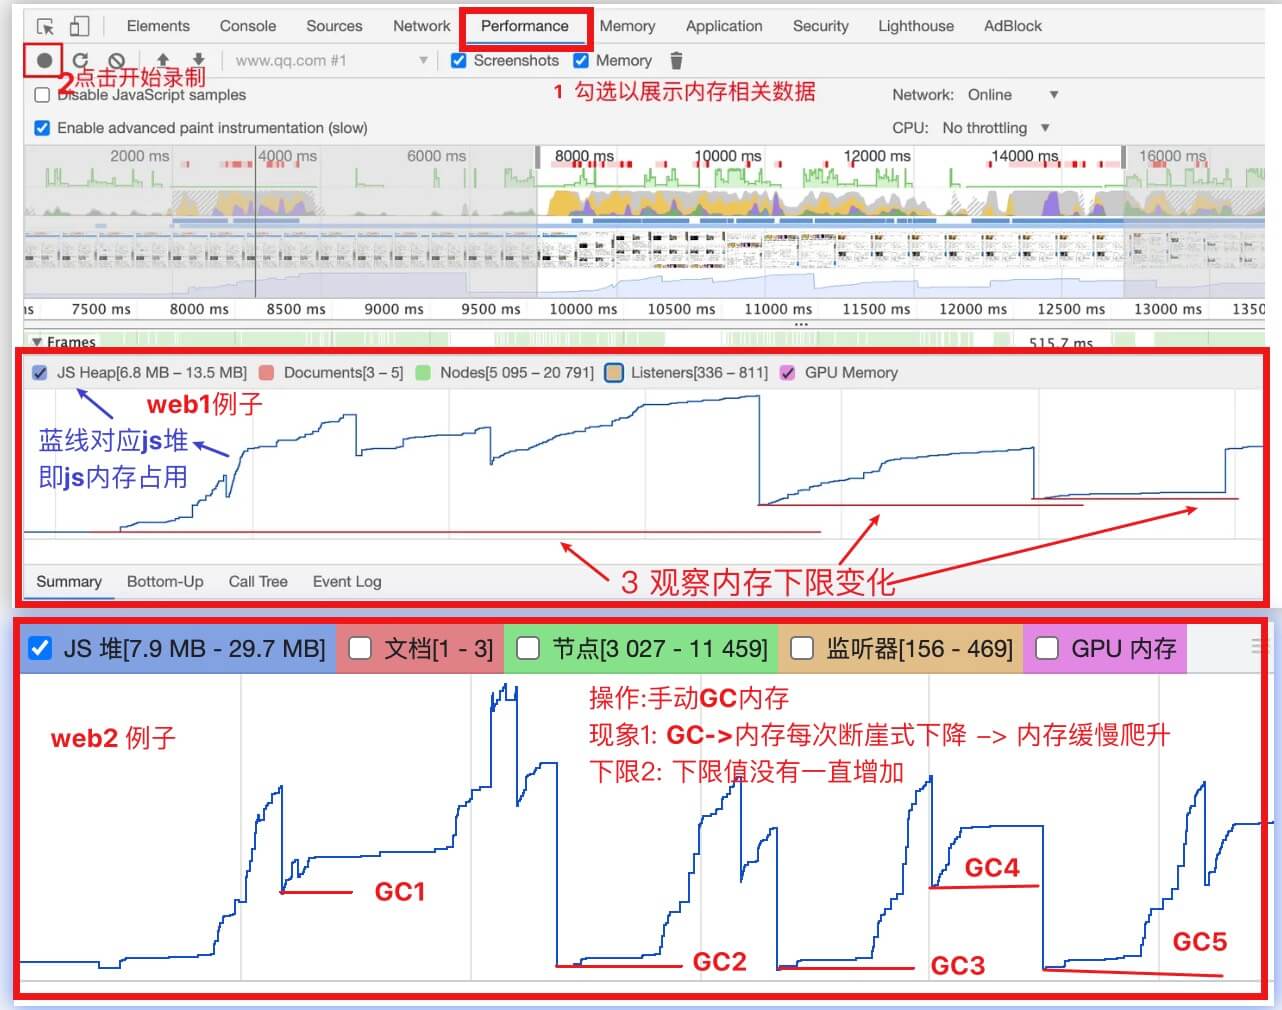 Elements Console Sources Network Performance Memory Application Security Lighthouse AdBlock
www.qq.com #1 Screenshots Memory
2点击开始录制
Disable JavaScript samples
1 勾选以展示内存相关数据
Network: Online
Enable advanced paint instrumentation (slow)
CPU: No throttling
2000 ms 4000 ms 6000 ms 8000 ms 10000 ms 12000 ms 14000 ms 16000 ms
ns 7500 ms 8000 ms 8500 ms 9000 ms 9500 ms 10000 ms 10500 ms 11000 ms 11500 ms 12000 ms 12500 ms 13000 ms 1350
...
Frames
515.7 ms
JS Heap[6.8 MB – 13.5 MB] Documents[3 – 5] Nodes[5 095 – 20 791] Listeners[336 – 811] GPU Memory
web1例子
蓝线对应js堆
即js内存占用
3 观察内存下限变化
Summary Bottom-Up Call Tree Event Log
JS 堆[7.9 MB - 29.7 MB] 文档[1 - 3] 节点[3 027 - 11 459] 监听器[156 - 469] GPU 内存
web2 例子
操作:手动GC内存
现象1: GC->内存每次断崖式下降 –> 内存缓慢爬升
下限2: 下限值没有一直增加
GC1
GC2
GC3
GC4
GC5